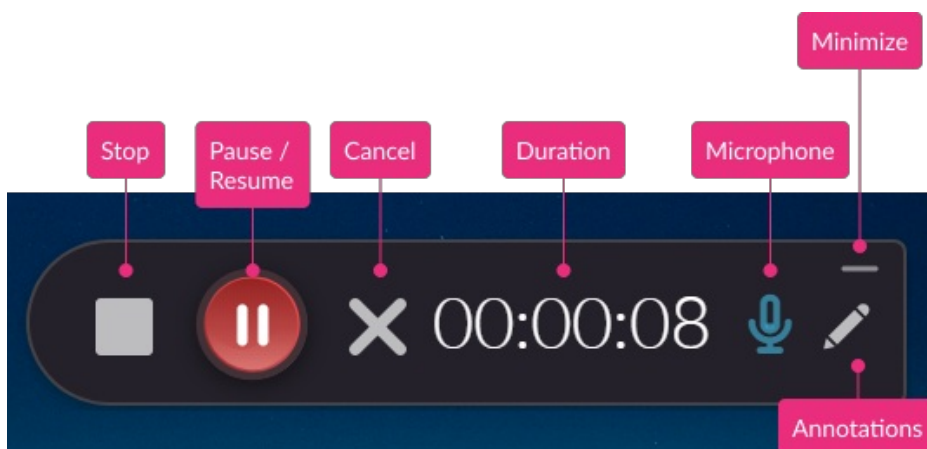 Minimize
Stop
Pause /
Resume
Cancel
Duration
Microphone
00:00:08
Annotations